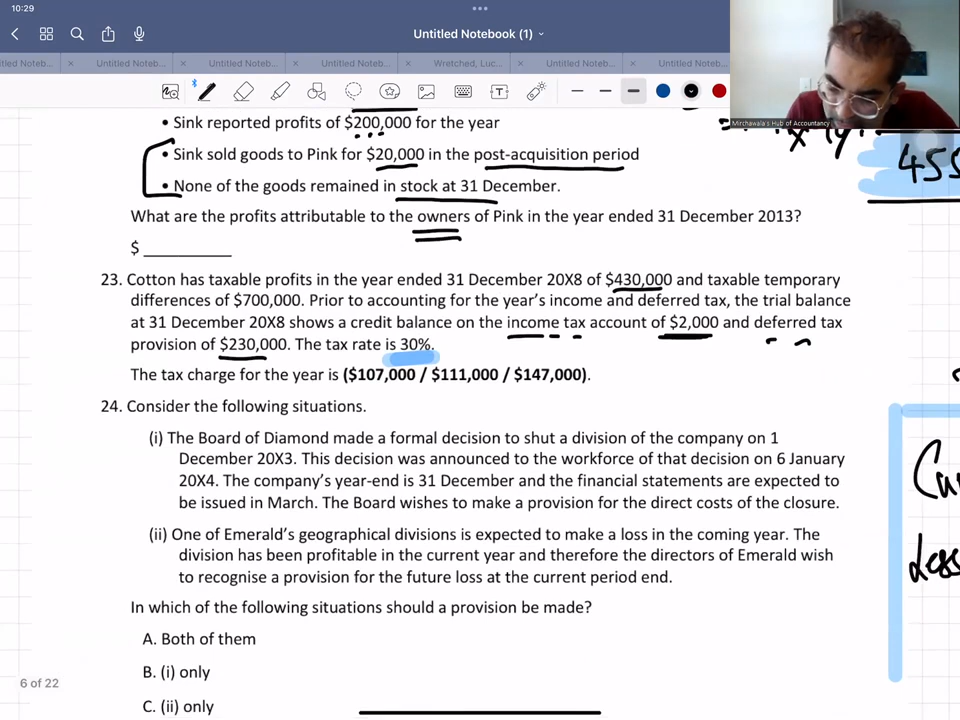 10:29
Untitled Notebook (1)
tled Noteb...
Untitled Noteb...
Untitled Noteb...
Untitled Noteb...
Wretched, Luc...
Untitled Noteb...
Untitled Noteb
Mirchawala's Hub of Accountancy
• Sink reported profits of $200,000 for the year
• Sink sold goods to Pink for $20,000 in the post-acquisition period
• None of the goods remained in stock at 31 December.
455
What are the profits attributable to the owners of Pink in the year ended 31 December 2013?
$ __________
23. Cotton has taxable profits in the year ended 31 December 20X8 of $430,000 and taxable temporary
differences of $700,000. Prior to accounting for the year's income and deferred tax, the trial balance
at 31 December 20X8 shows a credit balance on the income tax account of $2,000 and deferred tax
provision of $230,000. The tax rate is 30%.
The tax charge for the year is ($107,000 / $111,000 / $147,000).
24. Consider the following situations.
(i) The Board of Diamond made a formal decision to shut a division of the company on 1
December 20X3. This decision was announced to the workforce of that decision on 6 January
20X4. The company's year-end is 31 December and the financial statements are expected to
be issued in March. The Board wishes to make a provision for the direct costs of the closure.
(ii) One of Emerald's geographical divisions is expected to make a loss in the coming year. The
division has been profitable in the current year and therefore the directors of Emerald wish
to recognise a provision for the future loss at the current period end.
Less
In which of the following situations should a provision be made?
A. Both of them
B. (i) only
C. (ii) only
6 of 22